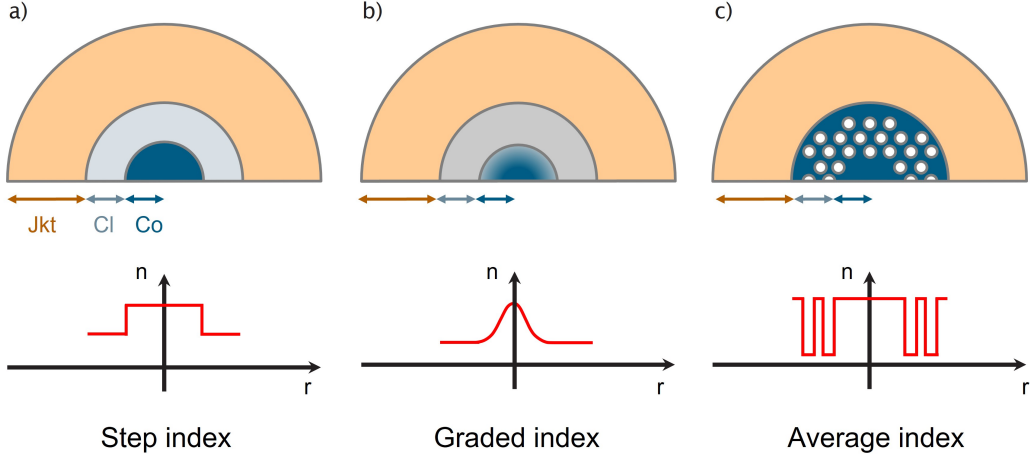 a)
b)
c)
Jkt Cl Co
n
n
n
r
r
r
Step index
Graded index
Average index